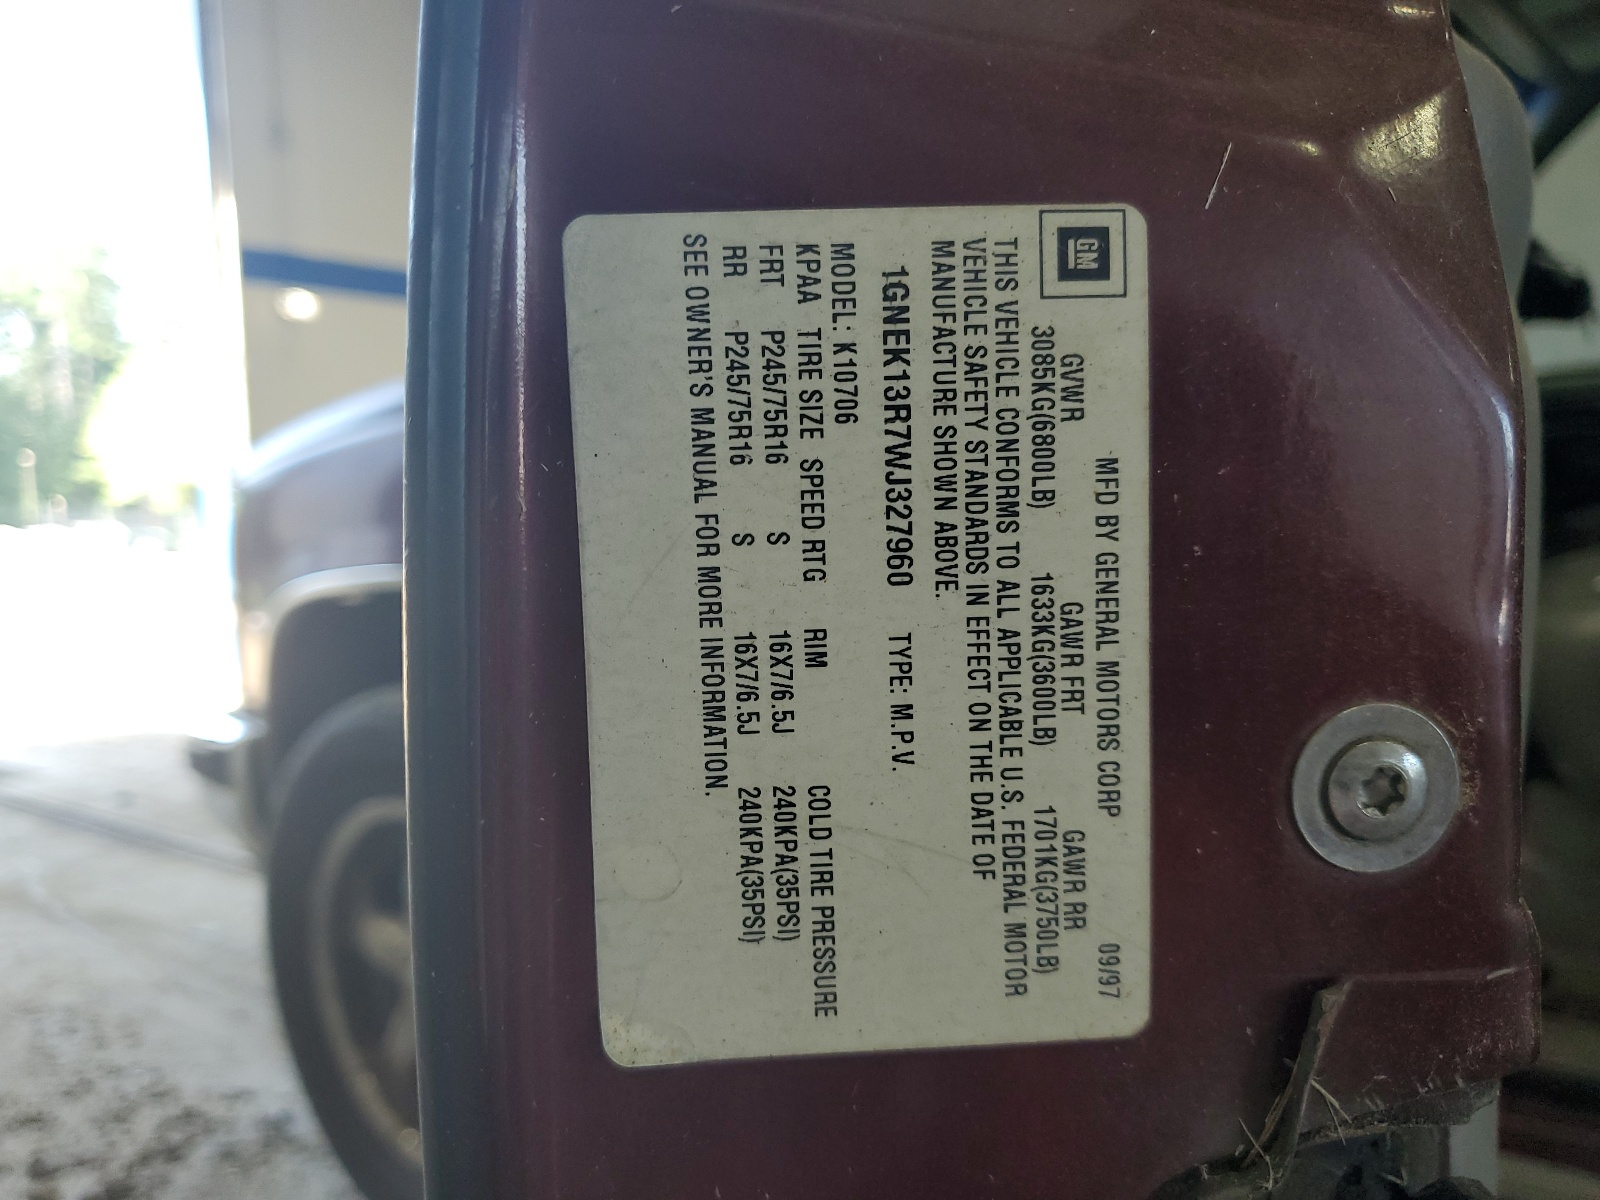 GM
MFD BY GENERAL MOTORS CORP 09/97
GVWR GAWR FRT GAWR RR
3085KG(6800LB) 1633KG(3600LB) 1701KG(3750LB)
THIS VEHICLE CONFORMS TO ALL APPLICABLE U.S. FEDERAL MOTOR
VEHICLE SAFETY STANDARDS IN EFFECT ON THE DATE OF
MANUFACTURE SHOWN ABOVE.
1GNEK13R7WJ327960 TYPE: M.P.V.
MODEL: K10706
KPAA TIRE SIZE SPEED RTG RIM COLD TIRE PRESSURE
FRT P245/75R16 S 16X7/6.5J 240KPA(35PSI)
RR P245/75R16 S 16X7/6.5J 240KPA(35PSI)
SEE OWNER'S MANUAL FOR MORE INFORMATION.